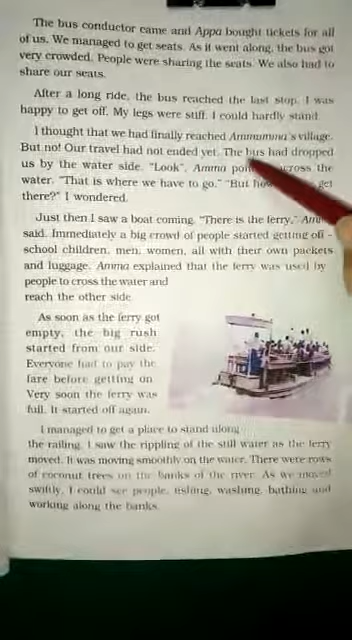 The bus conductor came and Appa bought tickets for all
of us. We managed to get seats. As it went along, the bus got
very crowded. People were sharing the seats. We also had to
share our seats.
After a long ride, the bus reached the last stop. I was
happy to get off. My legs were stiff. I could hardly stand.
I thought that we had finally reached Ammamma's village.
But no! Our travel had not ended yet. The bus had dropped
us by the water side. "Look", Amma across the
water. "That is where we have to go." "But get
there?" I wondered.
Just then I saw a boat coming. "There is the ferry,"
said. Immediately a big crowd of people started getting off -
school children, men, women, all with their own packets
and luggage. Amma explained that the ferry was used by
people to cross the water and
reach the other side.
As soon as the ferry got
empty, the big rush
started from our side.
Everyone had to pay the
fare before getting on.
Very soon the ferry was
full. It started off again.
I managed to get a place to stand along
the railing. I saw the rippling of the still water as the ferry
moved. It was moving smoothly on the water. There were rows
of coconut trees on the banks of the river. As we moved
swiftly, I could see people, fishing, washing, bathing and
working along the banks.